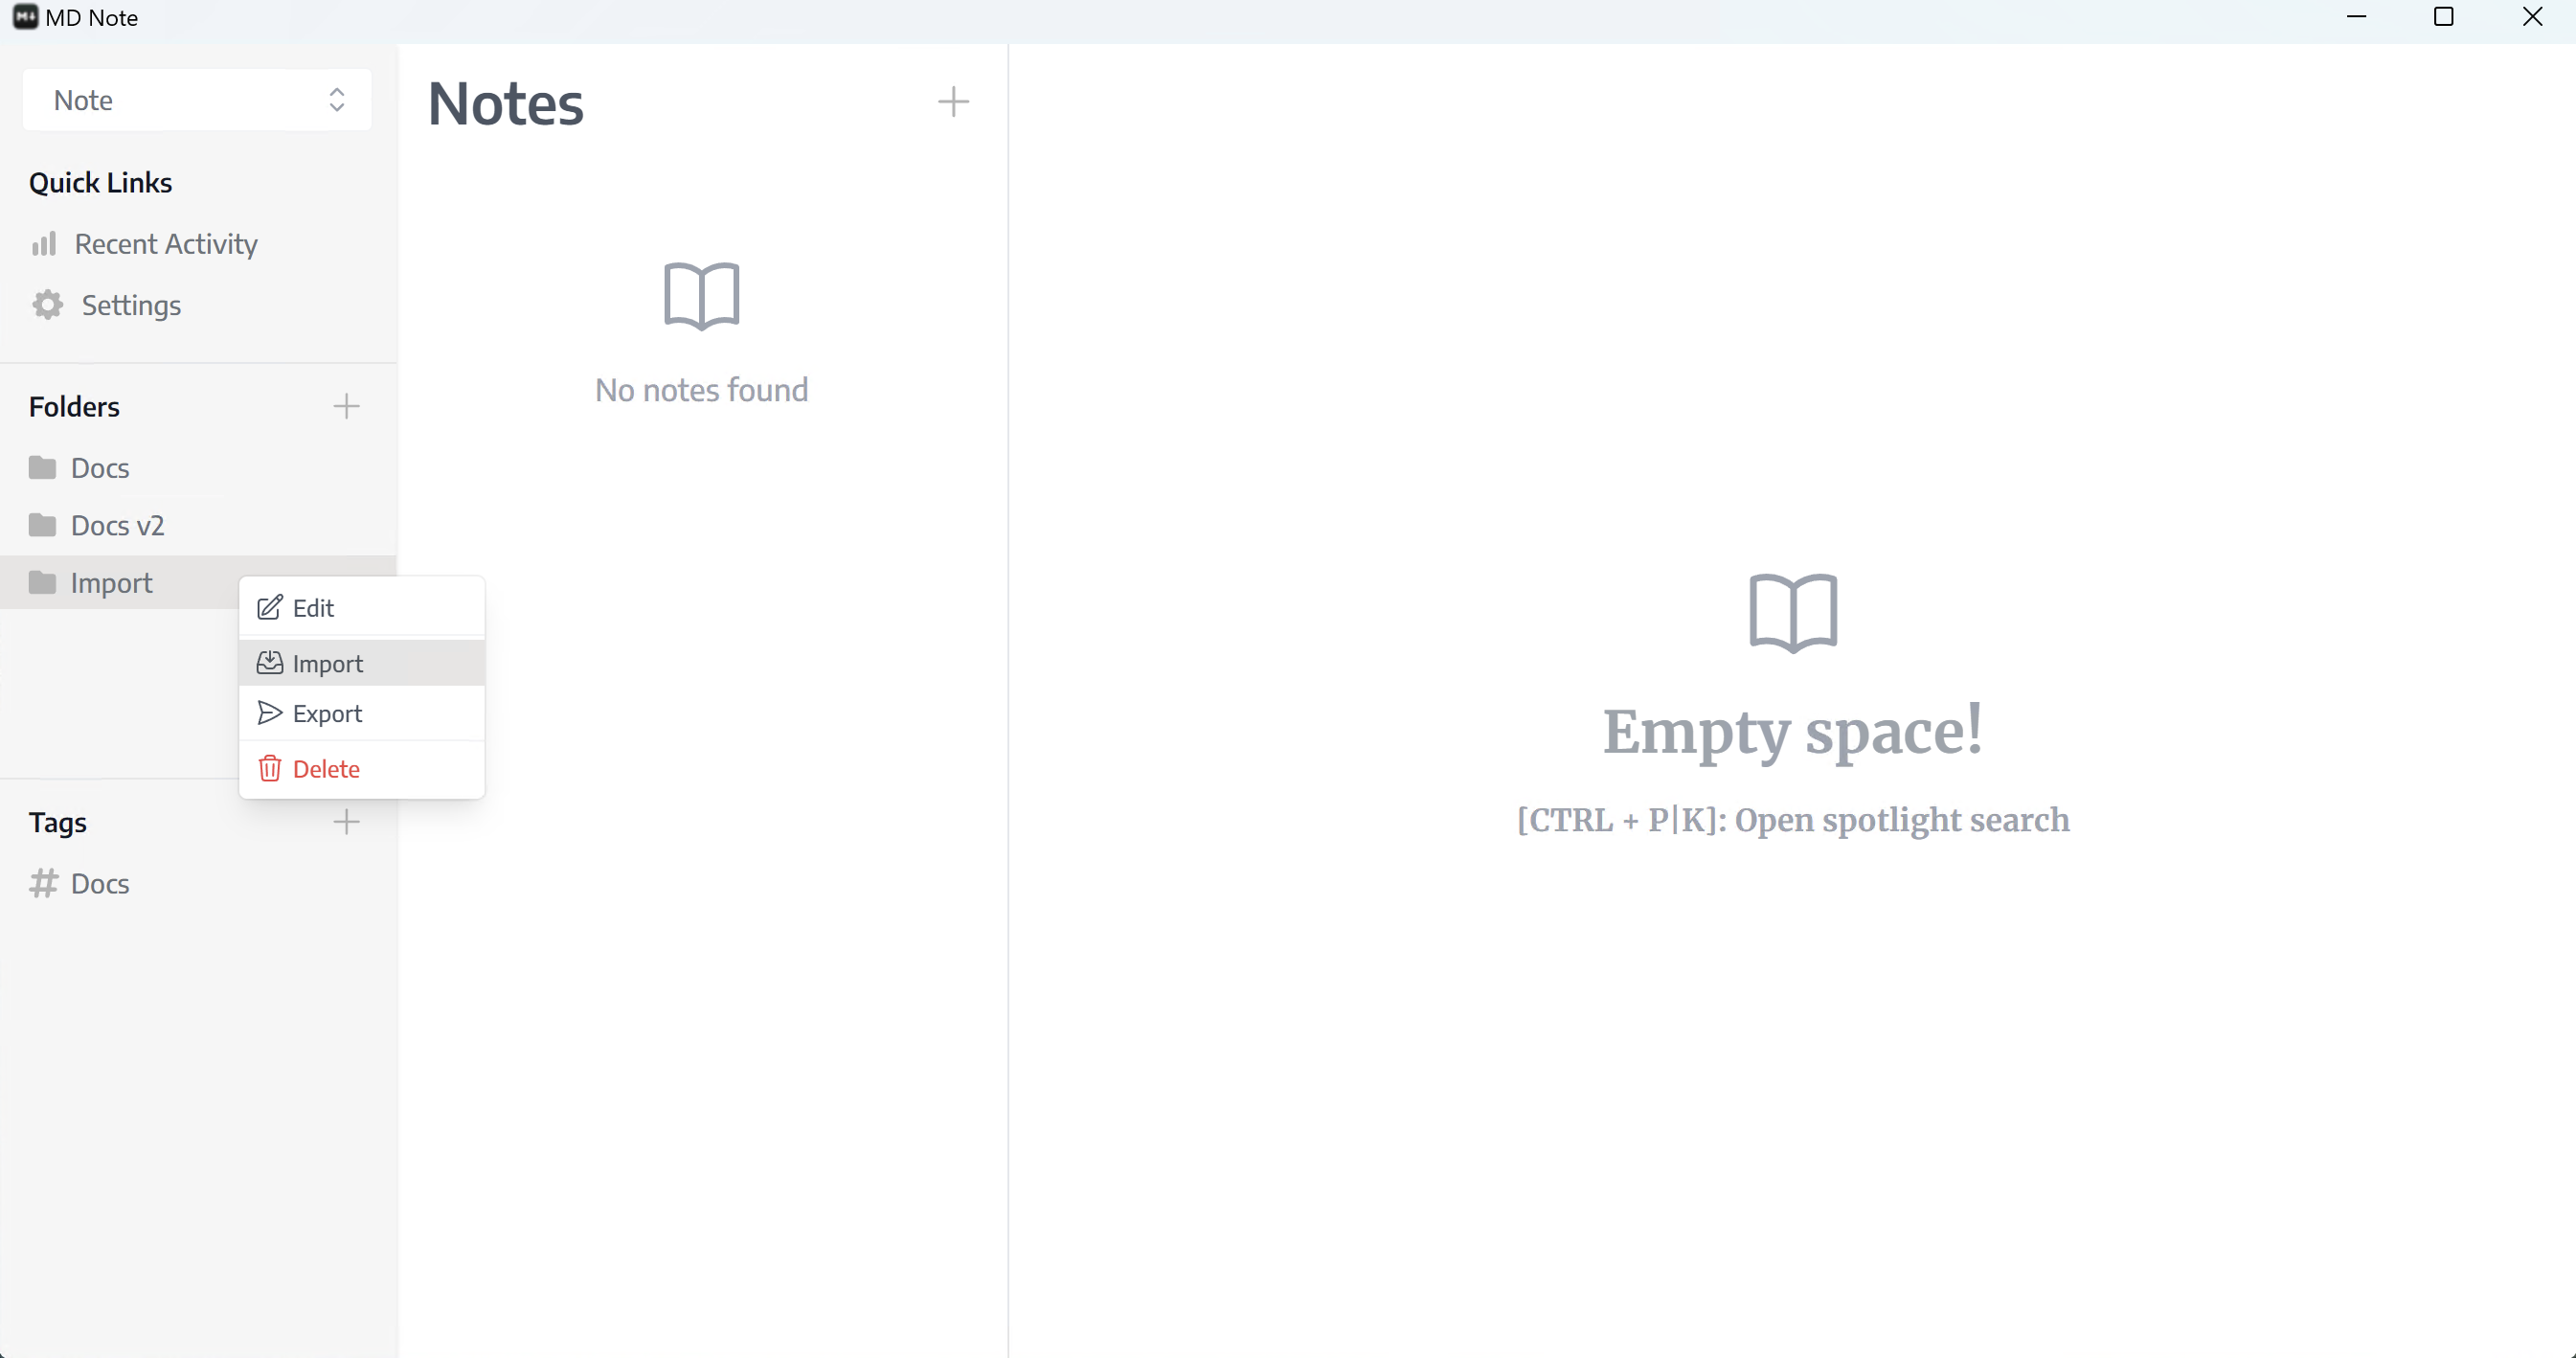 MD Note
Note
Quick Links
Recent Activity
Settings
Folders
Docs
Docs v2
Import
Edit
Import
Export
Delete
Tags
Docs
Notes
No notes found
Empty space!
[CTRL + P|K]: Open spotlight search